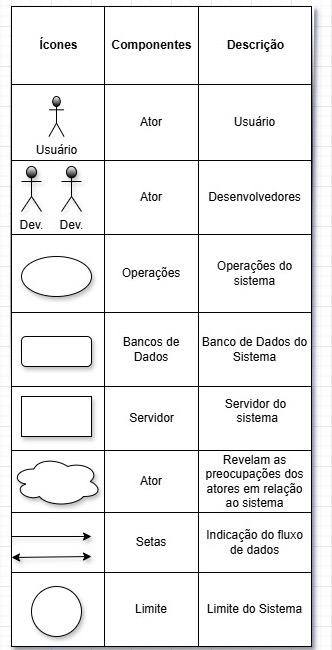 Ícones Componentes Descrição
Usuário Ator Usuário
Dev. Dev. Ator Desenvolvedores
Operações Operações do
sistema
Bancos de Banco de Dados do
Dados Sistema
Servidor Servidor do
sistema
Ator Revelam as
preocupações dos
atores em relação
ao sistema
Setas Indicação do fluxo
de dados
Limite Limite do Sistema